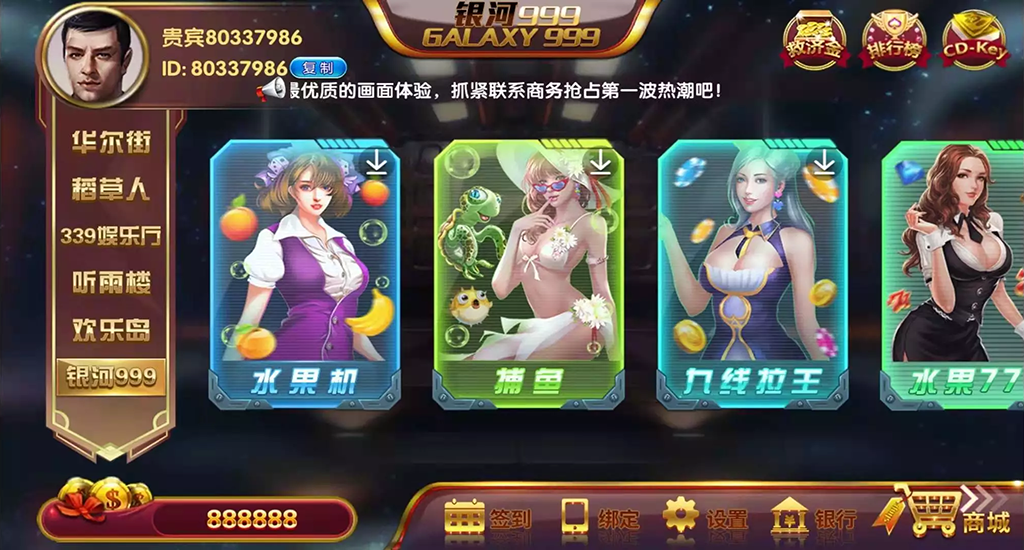 银河999
GALAXY 999
贵宾80337986
ID: 80337986 复制
最优质的画面体验，抓紧联系商务抢占第一波热潮吧！
救济金
排行榜
CD-Key
华尔街
稻草人
339娱乐厅
听雨楼
欢乐岛
银河999
水果机
捕鱼
九线拉王
水果77
888888
签到
绑定
设置
银行
商城